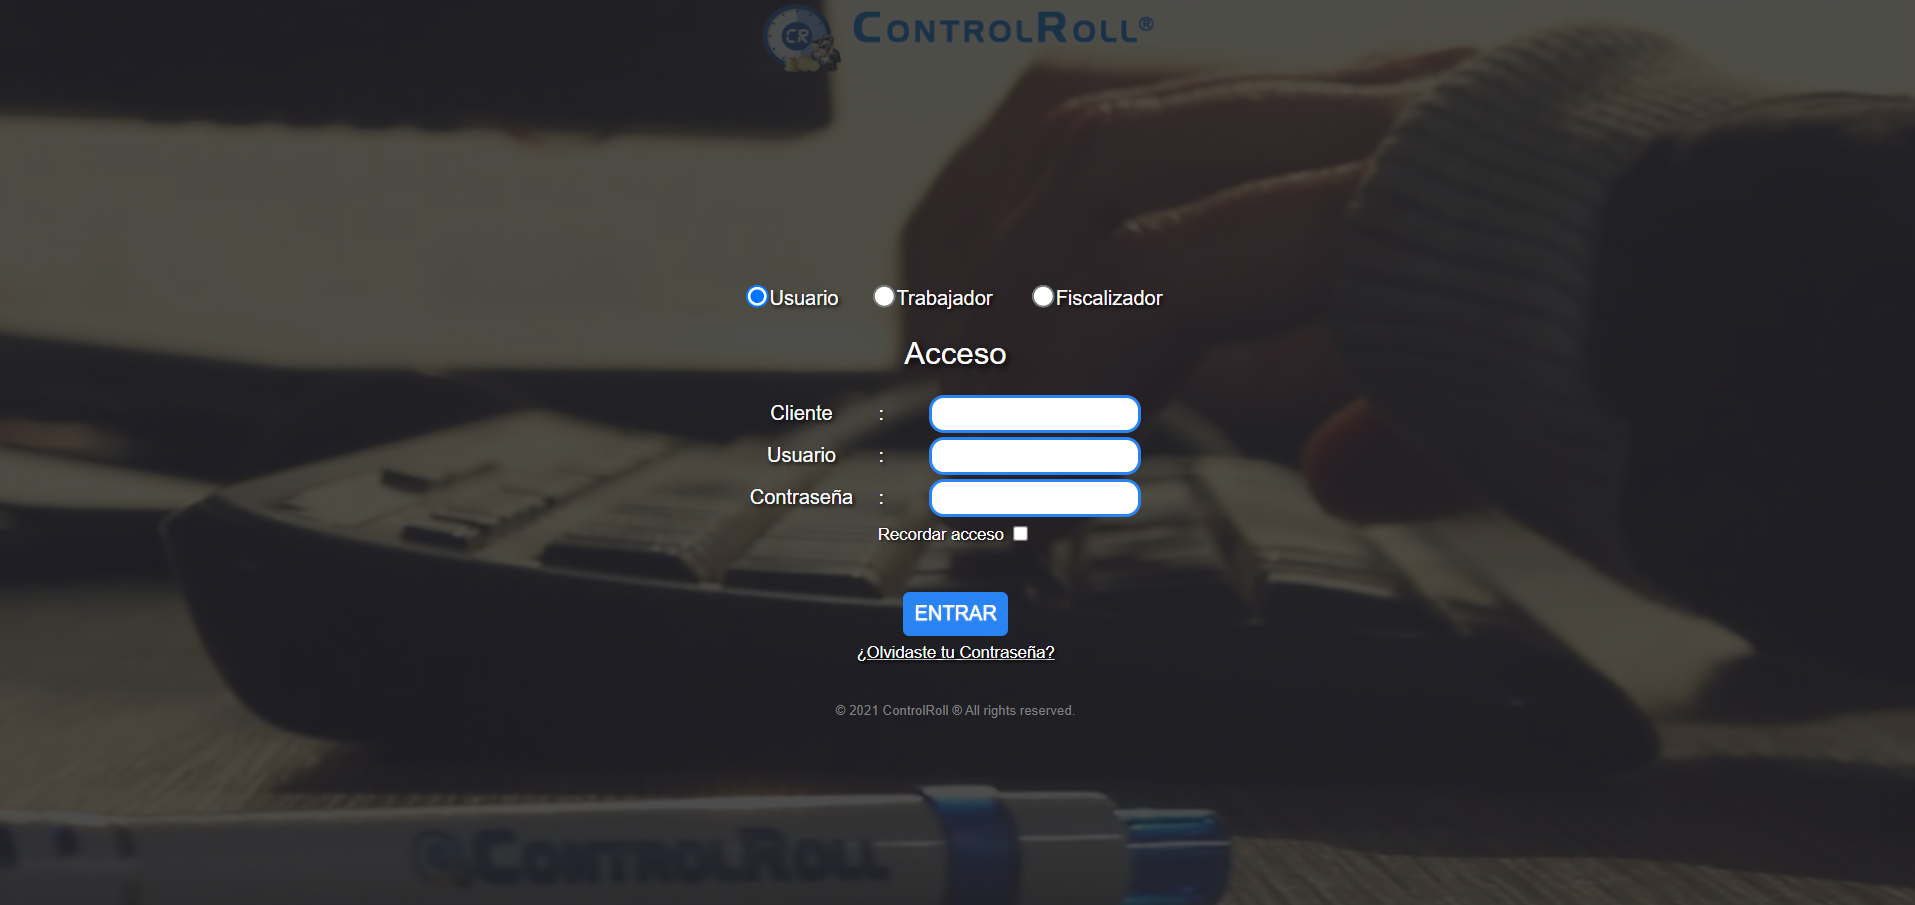 CR CONTROLROLL®
Usuario Trabajador Fiscalizador
Acceso
Cliente :
Usuario :
Contraseña :
Recordar acceso
ENTRAR
¿Olvidaste tu Contraseña?
© 2021 ControlRoll ® All rights reserved.
CONTROLROLL